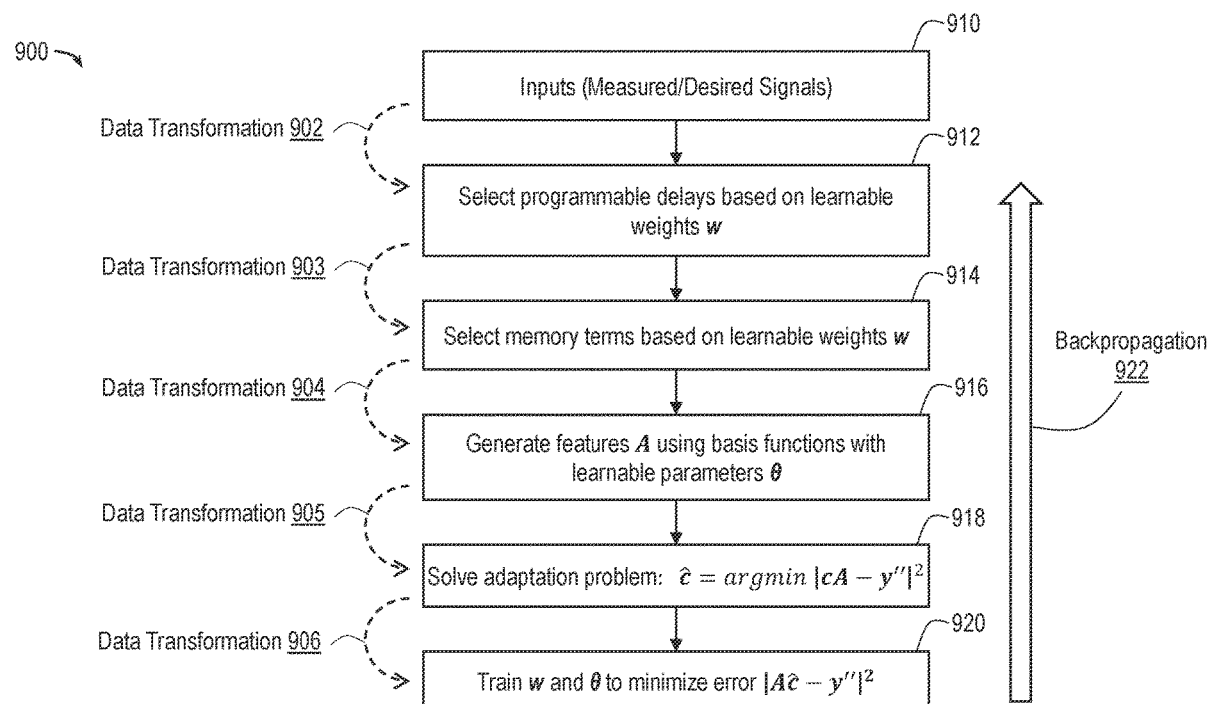 900
910
Inputs (Measured/Desired Signals)
Data Transformation 902
912
Select programmable delays based on learnable
weights w
Data Transformation 903
914
Select memory terms based on learnable weights w
Backpropagation
922
Data Transformation 904
916
Generate features A using basis functions with
learnable parameters θ
Data Transformation 905
918
Solve adaptation problem: ĉ = argmin |cA − y''|²
Data Transformation 906
920
Train w and θ to minimize error |Aĉ − y''|²